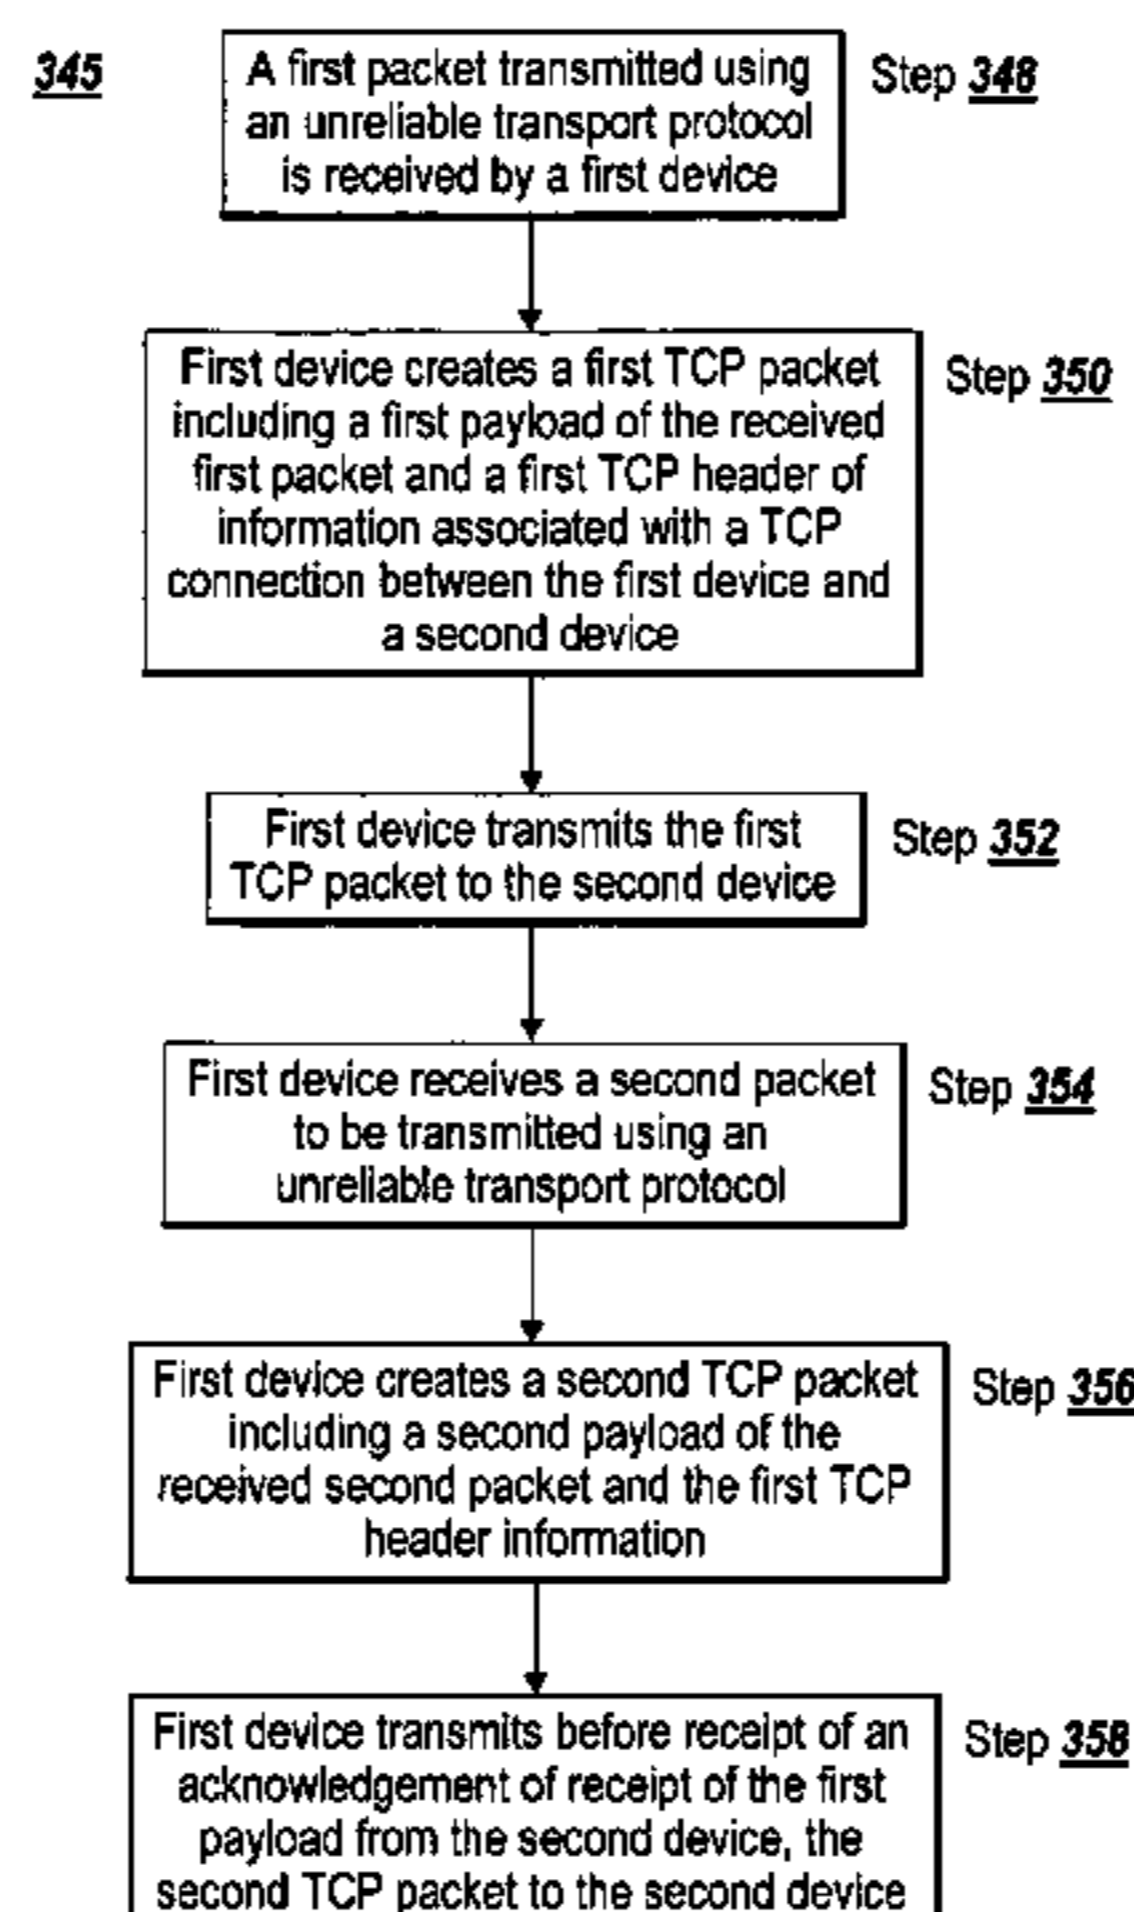 345
A first packet transmitted using
an unreliable transport protocol
is received by a first device
Step 348
First device creates a first TCP packet
including a first payload of the received
first packet and a first TCP header of
information associated with a TCP
connection between the first device and
a second device
Step 350
First device transmits the first
TCP packet to the second device
Step 352
First device receives a second packet
to be transmitted using an
unreliable transport protocol
Step 354
First device creates a second TCP packet
including a second payload of the
received second packet and the first TCP
header information
Step 356
First device transmits before receipt of an
acknowledgement of receipt of the first
payload from the second device, the
second TCP packet to the second device
Step 358